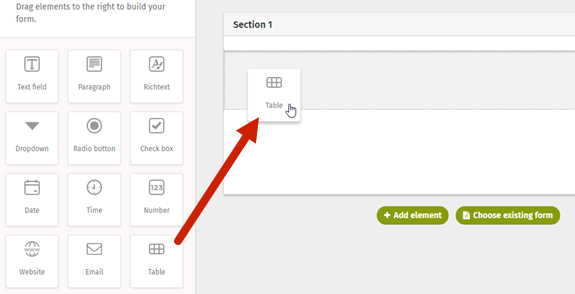 Drag elements to the right to build your
form.
Section 1
Text field
Paragraph
Richtext
Table
Dropdown
Radio button
Check box
Date
Time
123
Number
+ Add element
Choose existing form
WWW
Website
Email
Table